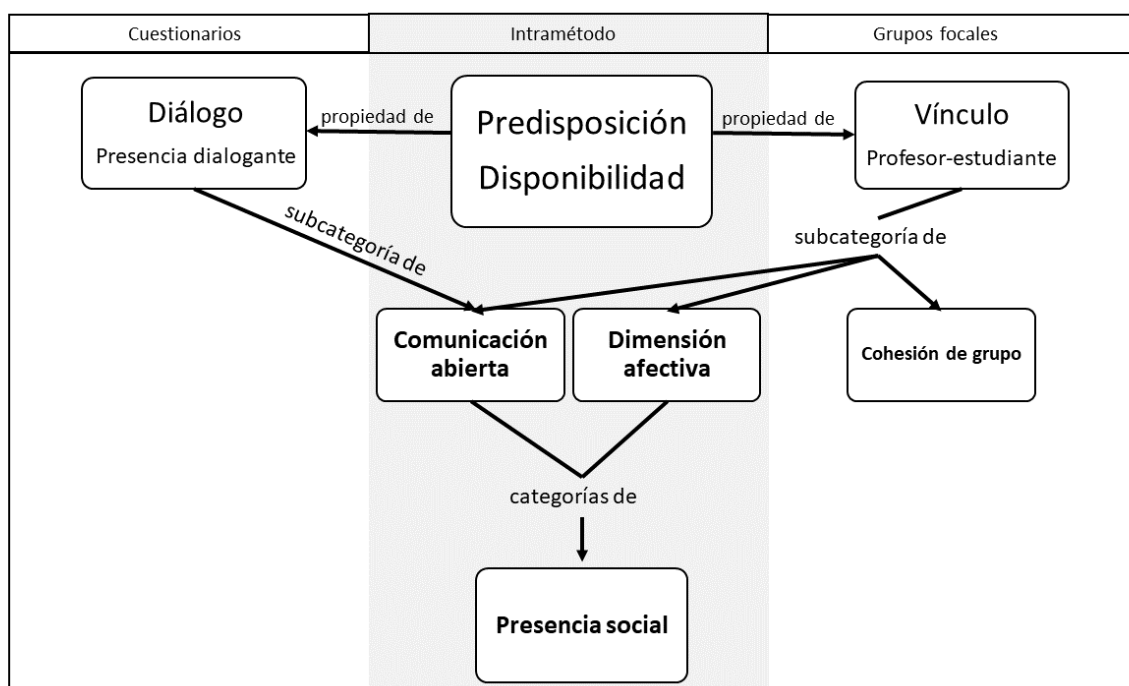 Cuestionarios
Intramétodo
Grupos focales
Diálogo
Presencia dialogante
propiedad de
Predisposición
Disponibilidad
propiedad de
Vínculo
Profesor-estudiante
subcategoría de
subcategoría de
Comunicación
abierta
Dimensión
afectiva
Cohesión de grupo
categorías de
Presencia social